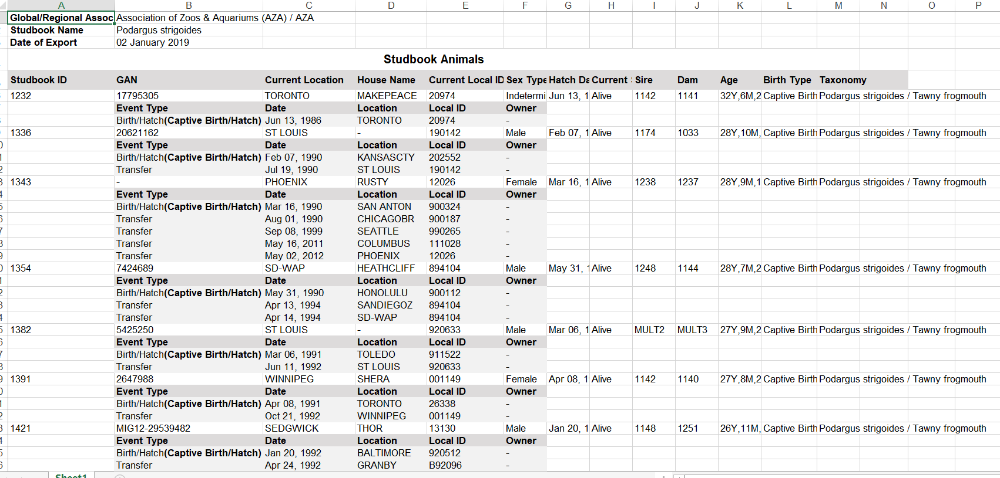 A B C D E F G H I J K L M N O P
Global/Regional Assoc Association of Zoos & Aquariums (AZA) / AZA
Studbook Name Podargus strigoides
Date of Export 02 January 2019
Studbook Animals
Studbook ID GAN Current Location House Name Current Local ID Sex Type Hatch Da Current Sire Dam Age Birth Type Taxonomy
1232 17795305 TORONTO MAKEPEACE 20974 Indetermi Jun 13, 1 Alive 1142 1141 32Y,6M,2 Captive Birth Podargus strigoides / Tawny frogmouth
Event Type Date Location Local ID Owner
Birth/Hatch(Captive Birth/Hatch) Jun 13, 1986 TORONTO 20974 -
1336 20621162 ST LOUIS - 190142 Male Feb 07, 1 Alive 1174 1033 28Y,10M, Captive Birth Podargus strigoides / Tawny frogmouth
Event Type Date Location Local ID Owner
Birth/Hatch(Captive Birth/Hatch) Feb 07, 1990 KANSASCTY 202552 -
Transfer Jul 19, 1990 ST LOUIS 190142 -
1343 - PHOENIX RUSTY 12026 Female Mar 16, 1 Alive 1238 1237 28Y,9M,1 Captive Birth Podargus strigoides / Tawny frogmouth
Event Type Date Location Local ID Owner
Birth/Hatch(Captive Birth/Hatch) Mar 16, 1990 SAN ANTON 900324 -
Transfer Aug 01, 1990 CHICAGOBR 900187 -
Transfer Sep 08, 1999 SEATTLE 990265 -
Transfer May 16, 2011 COLUMBUS 111028 -
Transfer May 02, 2012 PHOENIX 12026 -
1354 7424689 SD-WAP HEATHCLIFF 894104 Male May 31, 1 Alive 1248 1144 28Y,7M,2 Captive Birth Podargus strigoides / Tawny frogmouth
Event Type Date Location Local ID Owner
Birth/Hatch(Captive Birth/Hatch) May 31, 1990 HONOLULU 900112 -
Transfer Apr 13, 1994 SANDIEGOZ 894104 -
Transfer Apr 14, 1994 SD-WAP 894104 -
1382 5425250 ST LOUIS - 920633 Male Mar 06, 1 Alive MULT2 MULT3 27Y,9M,2 Captive Birth Podargus strigoides / Tawny frogmouth
Event Type Date Location Local ID Owner
Birth/Hatch(Captive Birth/Hatch) Mar 06, 1991 TOLEDO 911522 -
Transfer Jun 11, 1992 ST LOUIS 920633 -
1391 2647988 WINNIPEG SHERA 001149 Female Apr 08, 1 Alive 1142 1140 27Y,8M,2 Captive Birth Podargus strigoides / Tawny frogmouth
Event Type Date Location Local ID Owner
Birth/Hatch(Captive Birth/Hatch) Apr 08, 1991 TORONTO 26338 -
Transfer Oct 21, 1992 WINNIPEG 001149 -
1421 MIG12-29539482 SEDGWICK THOR 13130 Male Jan 20, 1 Alive 1148 1251 26Y,11M, Captive Birth Podargus strigoides / Tawny frogmouth
Event Type Date Location Local ID Owner
Birth/Hatch(Captive Birth/Hatch) Jan 20, 1992 BALTIMORE 920512 -
Transfer Apr 24, 1992 GRANBY B92096 -
Sheet1